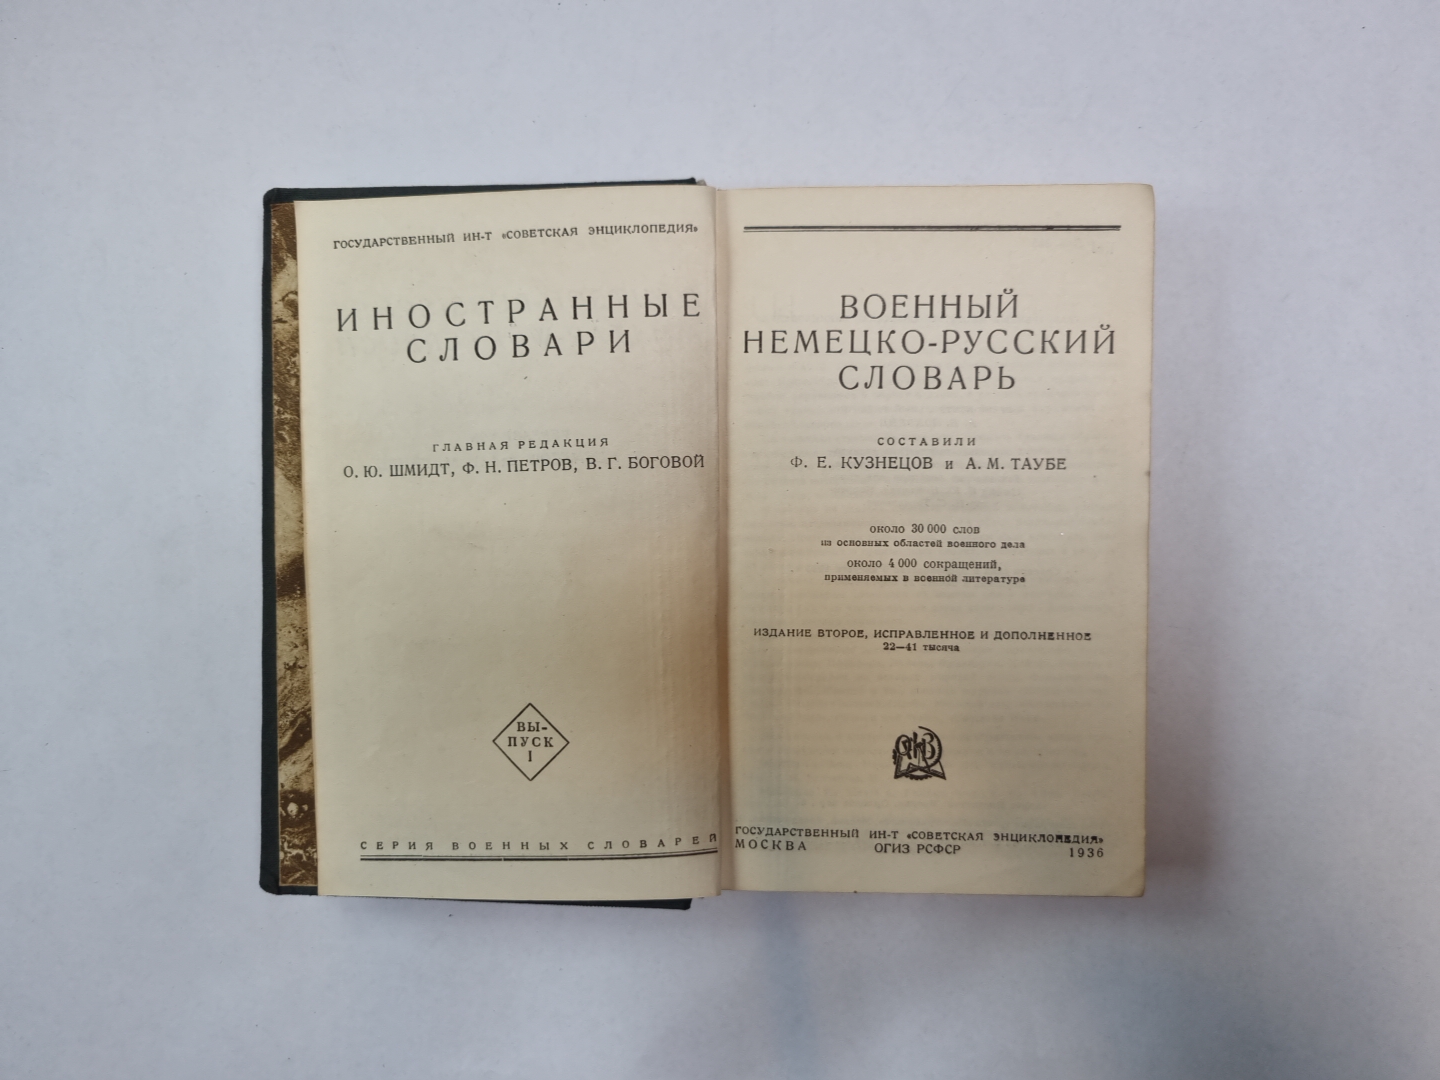 ГОСУДАРСТВЕННЫЙ ИН-Т «СОВЕТСКАЯ ЭНЦИКЛОПЕДИЯ»
ИНОСТРАННЫЕ
СЛОВАРИ
ГЛАВНАЯ РЕДАКЦИЯ
О. Ю. ШМИДТ, Ф. Н. ПЕТРОВ, В. Г. БОГОВОЙ
ВЫ-
ПУСК
I
СЕРИЯ ВОЕННЫХ СЛОВАРЕЙ
ВОЕННЫЙ
НЕМЕЦКО-РУССКИЙ
СЛОВАРЬ
СОСТАВИЛИ
Ф. Е. КУЗНЕЦОВ и А. М. ТАУБЕ
около 30 000 слов
из основных областей военного дела
около 4 000 сокращений,
применяемых в военной литературе
ИЗДАНИЕ ВТОРОЕ, ИСПРАВЛЕННОЕ И ДОПОЛНЕННОЕ
22—41 тысяча
ОГИЗ
ГОСУДАРСТВЕННЫЙ ИН-Т «СОВЕТСКАЯ ЭНЦИКЛОПЕДИЯ»
МОСКВА ОГИЗ РСФСР 1936